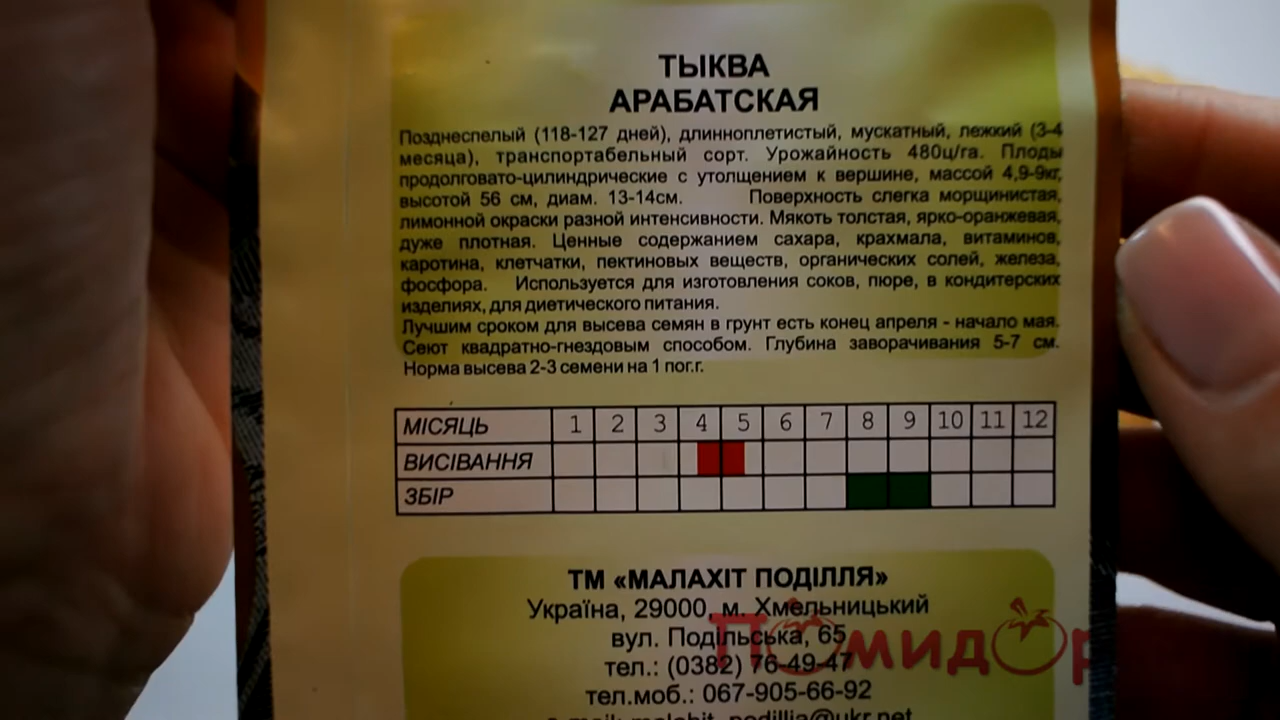 ТЫКВА
АРАБАТСКАЯ
Позднеспелый (118-127 дней), длинноплетистый, мускатный, лежкий (3-4
месяца), транспортабельный сорт. Урожайность 480ц/га. Плоды
продолговато-цилиндрические с утолщением к вершине, массой 4,9-9кг,
высотой 56 см, диам. 13-14см. Поверхность слегка морщинистая,
лимонной окраски разной интенсивности. Мякоть толстая, ярко-оранжевая,
дуже плотная. Ценные содержанием сахара, крахмала, витаминов,
каротина, клетчатки, пектиновых веществ, органических солей, железа,
фосфора. Используется для изготовления соков, пюре, в кондитерских
изделиях, для диетического питания.
Лучшим сроком для высева семян в грунт есть конец апреля - начало мая.
Сеют квадратно-гнездовым способом. Глубина заворачивания 5-7 см.
Норма высева 2-3 семени на 1 пог.г.
МІСЯЦЬ 1 2 3 4 5 6 7 8 9 10 11 12
ВИСІВАННЯ
ЗБІР
ТМ «МАЛАХІТ ПОДІЛЛЯ»
Україна, 29000, м. Хмельницький
вул. Подільська, 65
тел.: (0382) 76-49-47
тел.моб.: 067-905-66-92
e-mail: malahit_podillia@ukr.net
Помидор